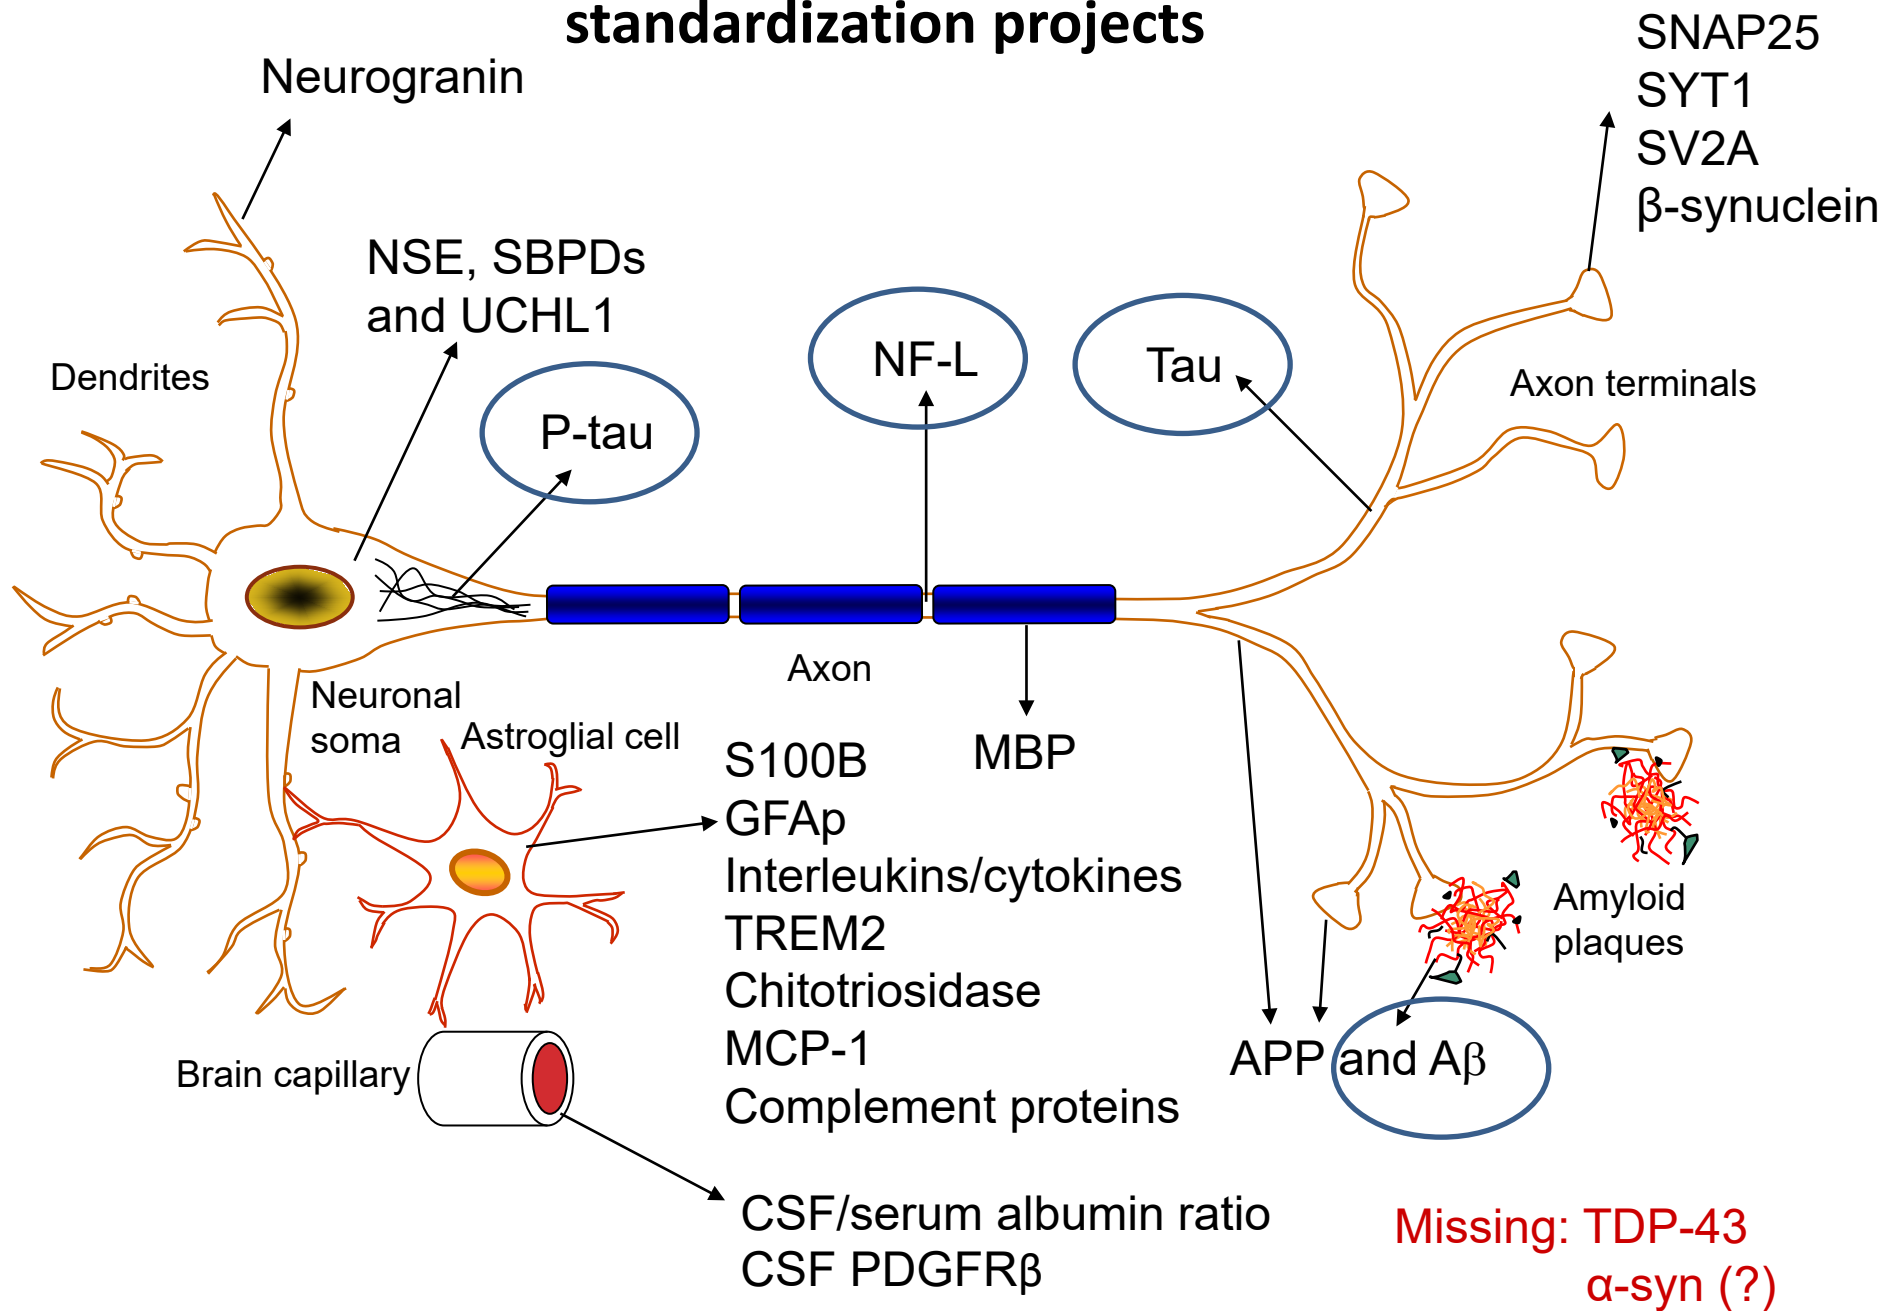 standardization projects
Neurogranin
SNAP25
SYT1
SV2A
β-synuclein
NSE, SBPDs
and UCHL1
NF-L
Tau
Dendrites
P-tau
Axon terminals
Axon
Neuronal
soma
Astroglial cell
MBP
S100B
GFAp
Interleukins/cytokines
TREM2
Chitotriosidase
MCP-1
Complement proteins
Amyloid
plaques
APP and Aβ
Brain capillary
CSF/serum albumin ratio
CSF PDGFRβ
Missing: TDP-43
α-syn (?)